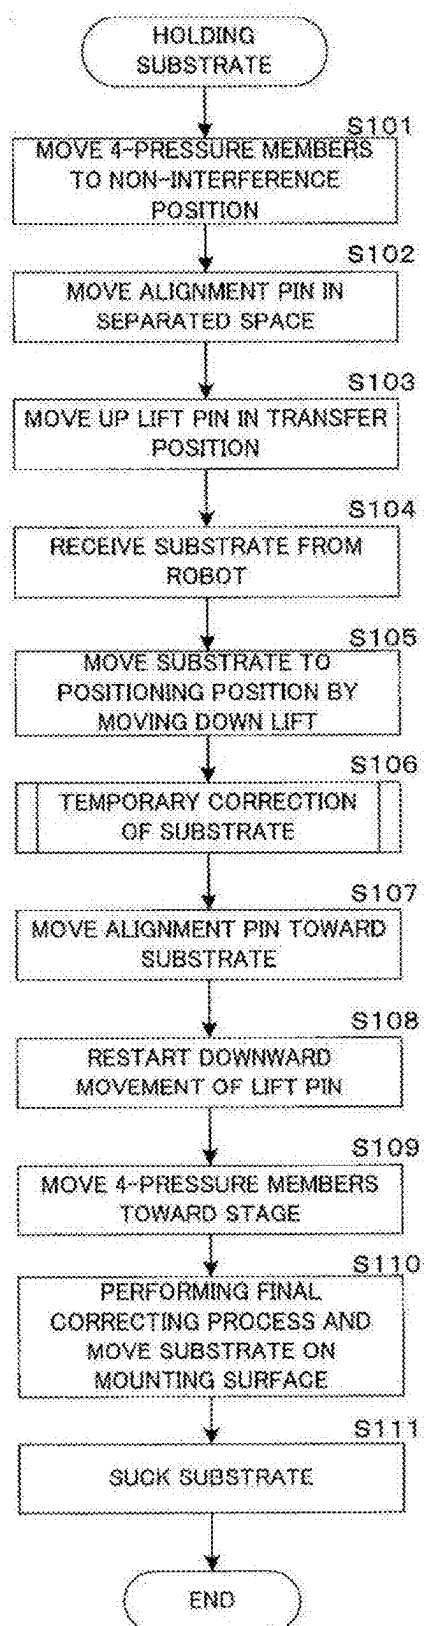 HOLDING
SUBSTRATE
S101
MOVE 4-PRESSURE MEMBERS
TO NON-INTERFERENCE
POSITION
S102
MOVE ALIGNMENT PIN IN
SEPARATED SPACE
S103
MOVE UP LIFT PIN IN TRANSFER
POSITION
S104
RECEIVE SUBSTRATE FROM
ROBOT
S105
MOVE SUBSTRATE TO
POSITIONING POSITION BY
MOVING DOWN LIFT
S106
TEMPORARY CORRECTION
OF SUBSTRATE
S107
MOVE ALIGNMENT PIN TOWARD
SUBSTRATE
S108
RESTART DOWNWARD
MOVEMENT OF LIFT PIN
S109
MOVE 4-PRESSURE MEMBERS
TOWARD STAGE
S110
PERFORMING FINAL
CORRECTING PROCESS AND
MOVE SUBSTRATE ON
MOUNTING SURFACE
S111
SUCK SUBSTRATE
END